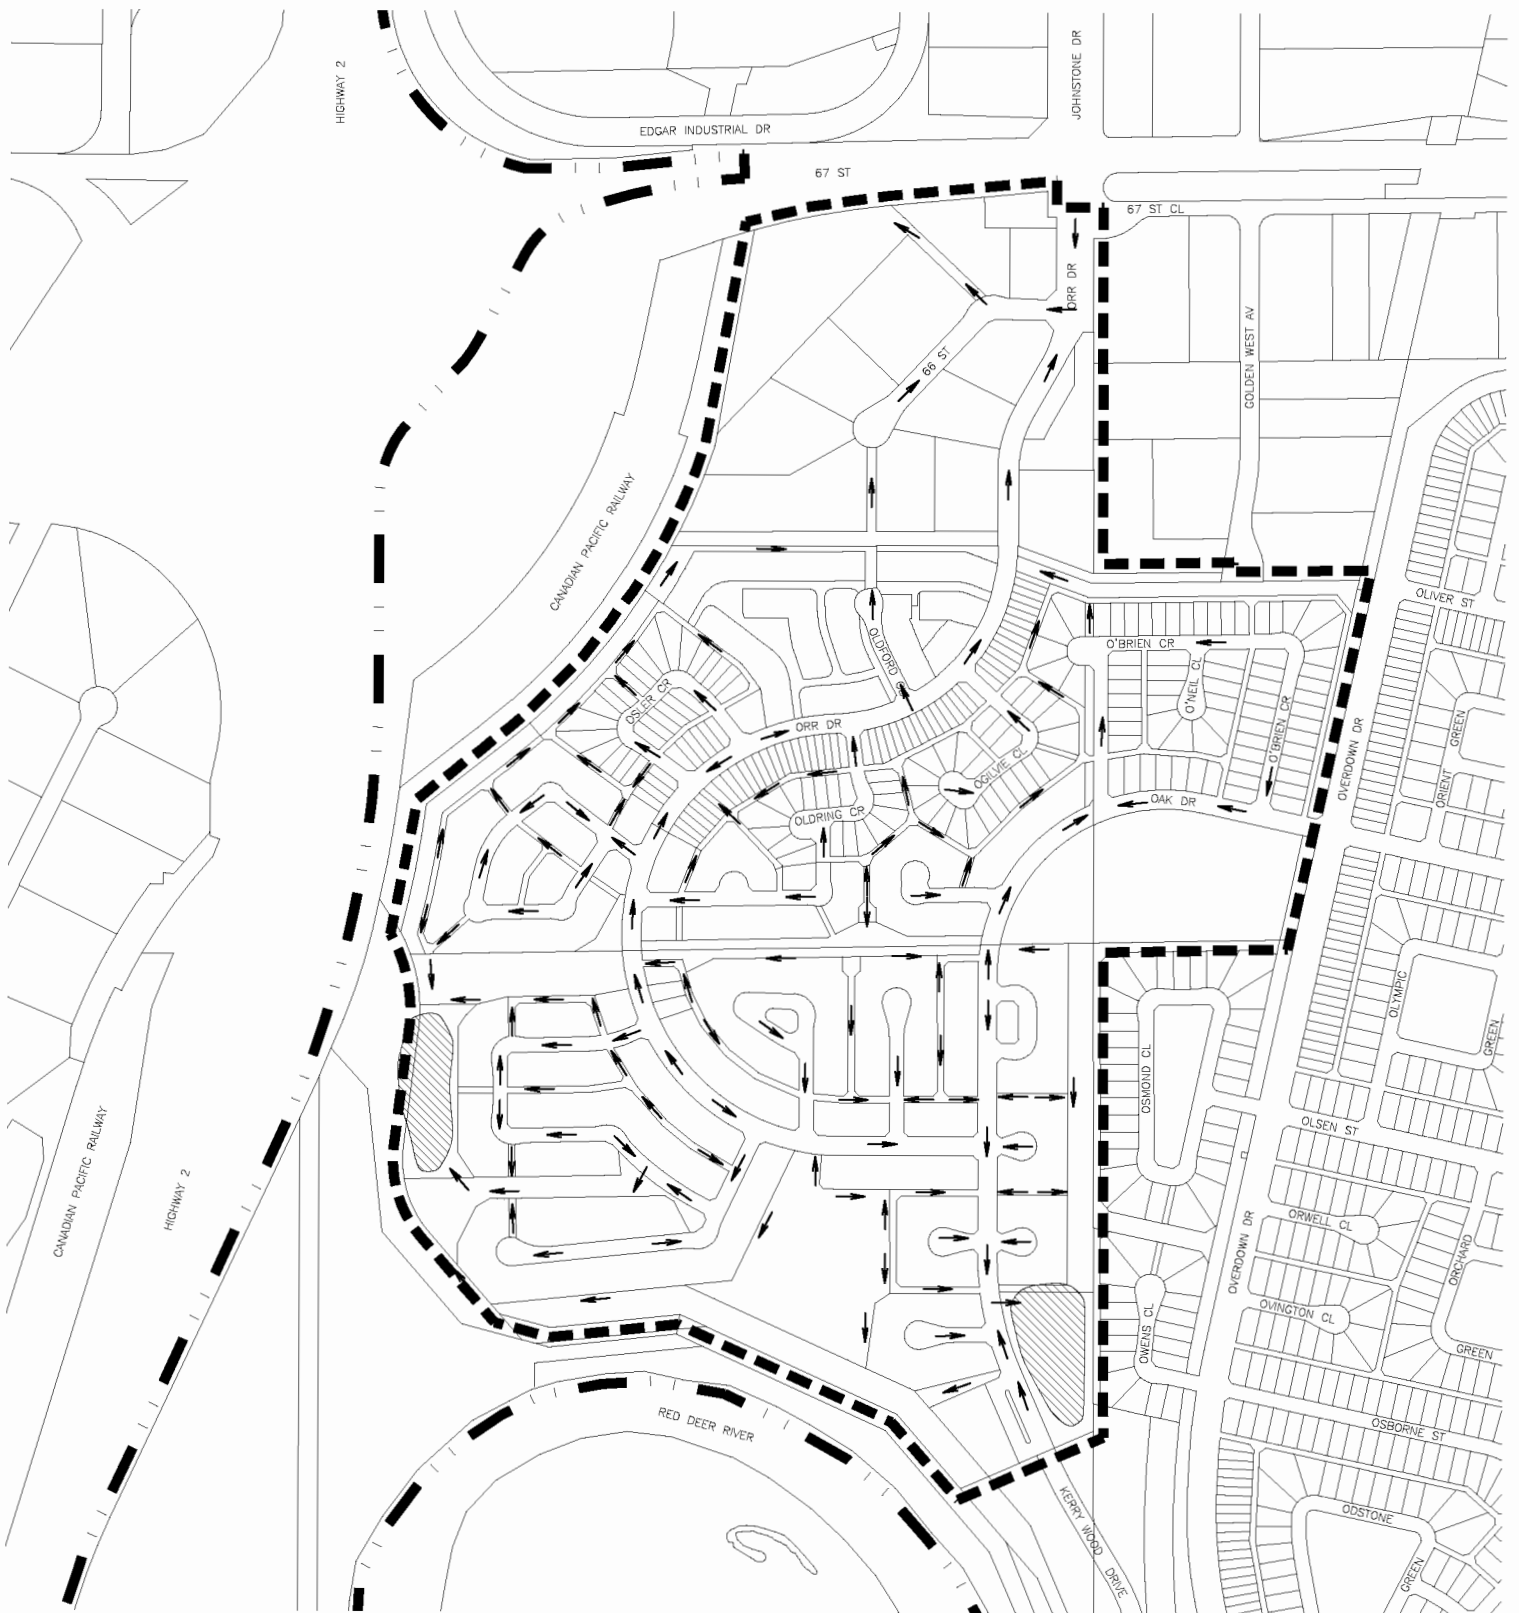 HIGHWAY 2
JOHNSTONE DR
EDGAR INDUSTRIAL DR
67 ST
67 ST CL
ORR DR
GOLDEN WEST AV
66 ST
CANADIAN PACIFIC RAILWAY
OLIVER ST
OLDFORD
O'BRIEN CR
O'NEIL CL
OSLER CR
ORR DR
O'BRIEN CR
GREEN
OVERDOWN DR
OGILVIE CL
ORIENT
OAK DR
OLDRING CR
OLYMPIC
GREEN
OSMOND CL
OLSEN ST
CANADIAN PACIFIC RAILWAY
HIGHWAY 2
ORWELL CL
OVERDOWN DR
ORCHARD
OVINGTON CL
OWENS CL
GREEN
RED DEER RIVER
OSBORNE ST
KERRY WOOD DRIVE
ODSTONE
GREEN